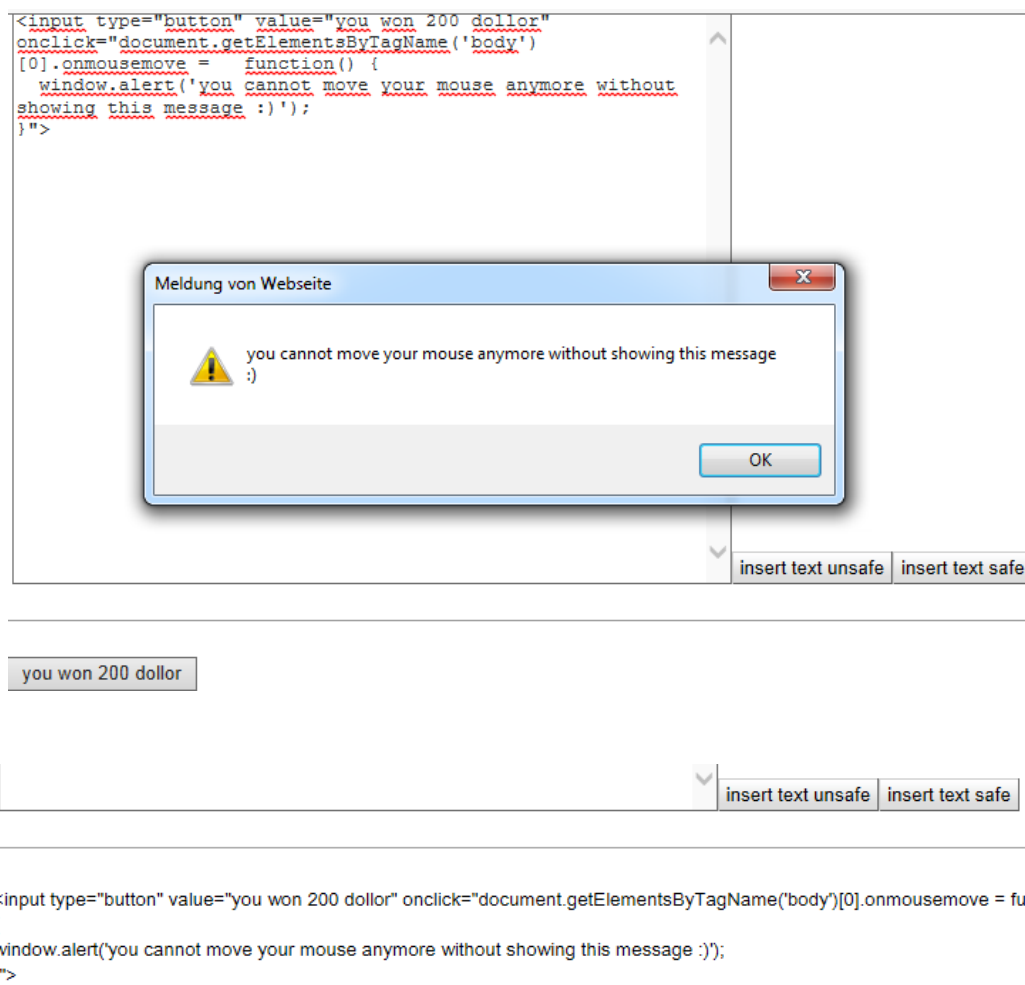 <input type="button" value="you won 200 dollor"
onclick="document.getElementsByTagName('body')
[0].onmousemove =   function() {
  window.alert('you cannot move your mouse anymore without
showing this message :)');
}">
Meldung von Webseite
you cannot move your mouse anymore without showing this message
:)
OK
insert text unsafe insert text safe
you won 200 dollor
insert text unsafe insert text safe
<input type="button" value="you won 200 dollor" onclick="document.getElementsByTagName('body')[0].onmousemove = fu
window.alert('you cannot move your mouse anymore without showing this message :)');
">